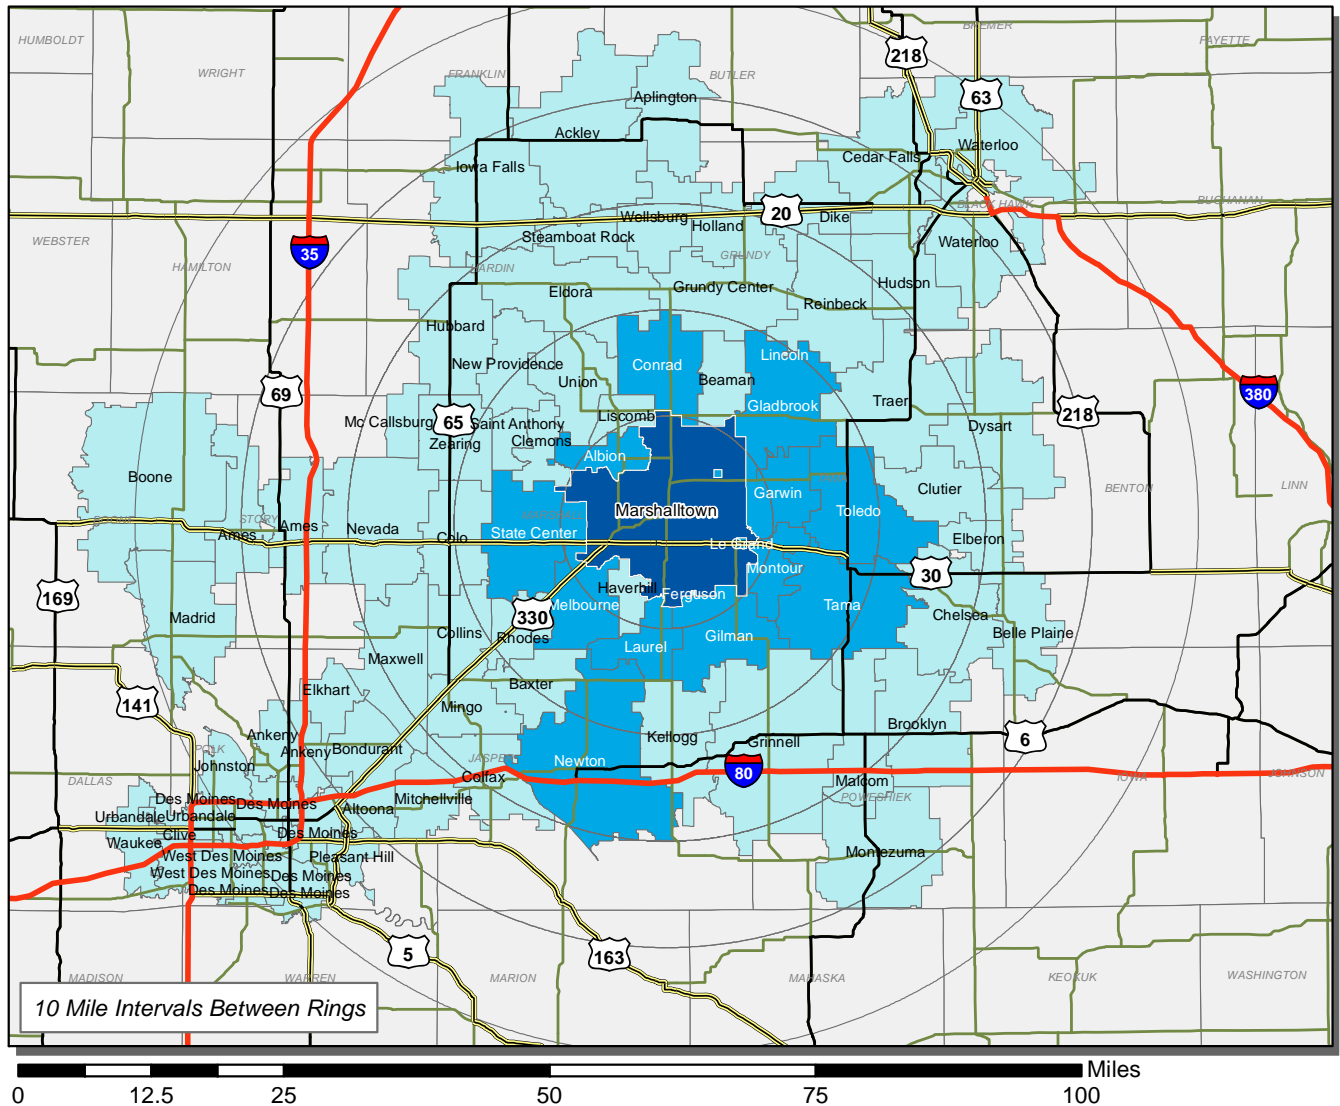 HUMBOLDT
BREMER
FAYETTE
218
WRIGHT
FRANKLIN
BUTLER
63
Aplington
Ackley
Waterloo
Cedar Falls
Iowa Falls
BLACK HAWK
BUCHANAN
20
Wellsburg
Holland
Dike
WEBSTER
Steamboat Rock
Waterloo
35
GRUNDY
HAMILTON
HARDIN
Hudson
Eldora
Grundy Center
Reinbeck
Hubbard
Lincoln
New Providence
Conrad
Union
Beaman
69
380
Traer
Gladbrook
218
Mc Callsburg
65
Saint Anthony
Liscomb
Dysart
Zearing
Clemons
Albion
Boone
TAMA
Clutier
BENTON
LINN
Garwin
Marshalltown
Toledo
BOONE
STORY
Ames
MARSHALL
Ames
Nevada
Colo
State Center
Le Grand
Elberon
Montour
30
169
Haverhill
Ferguson
Melbourne
Tama
330
Madrid
Chelsea
Collins
Rhodes
Gilman
Belle Plaine
Laurel
Maxwell
Elkhart
Baxter
141
Mingo
Brooklyn
Ankeny
Kellogg
Grinnell
6
POLK
Ankeny
Bondurant
Johnston
JASPER
Newton
80
DALLAS
Colfax
Malcom
IOWA
JOHNSON
Des Moines
Des Moines
Altoona
Mitchellville
POWESHIEK
Urbandale
Urbandale
Clive
Des Moines
Waukee
West Des Moines
Pleasant Hill
Montezuma
West Des Moines
Des Moines
Des Moines
Des Moines
5
163
MADISON
WARREN
MARION
MAHASKA
KEOKUK
WASHINGTON
10 Mile Intervals Between Rings
Miles
0
12.5
25
50
75
100